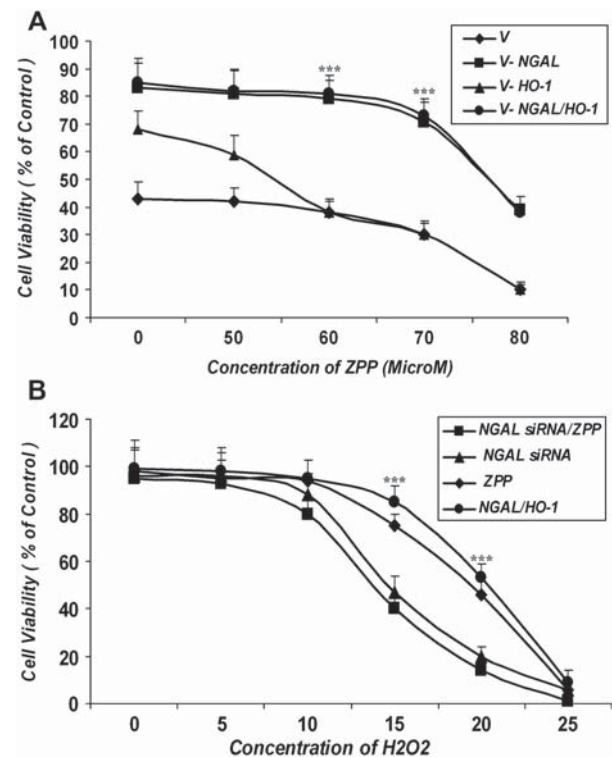 A
Cell Viability ( % of Control )
100
90
80
70
60
50
40
30
20
10
0
*** ***
V
V- NGAL
V- HO-1
V- NGAL/HO-1
0 50 60 70 80
Concentration of ZPP (MicroM)
B
Cell Viability ( % of Control )
120
100
80
60
40
20
0
*** ***
NGAL siRNA/ZPP
NGAL siRNA
ZPP
NGAL/HO-1
0 5 10 15 20 25
Concentration of H2O2